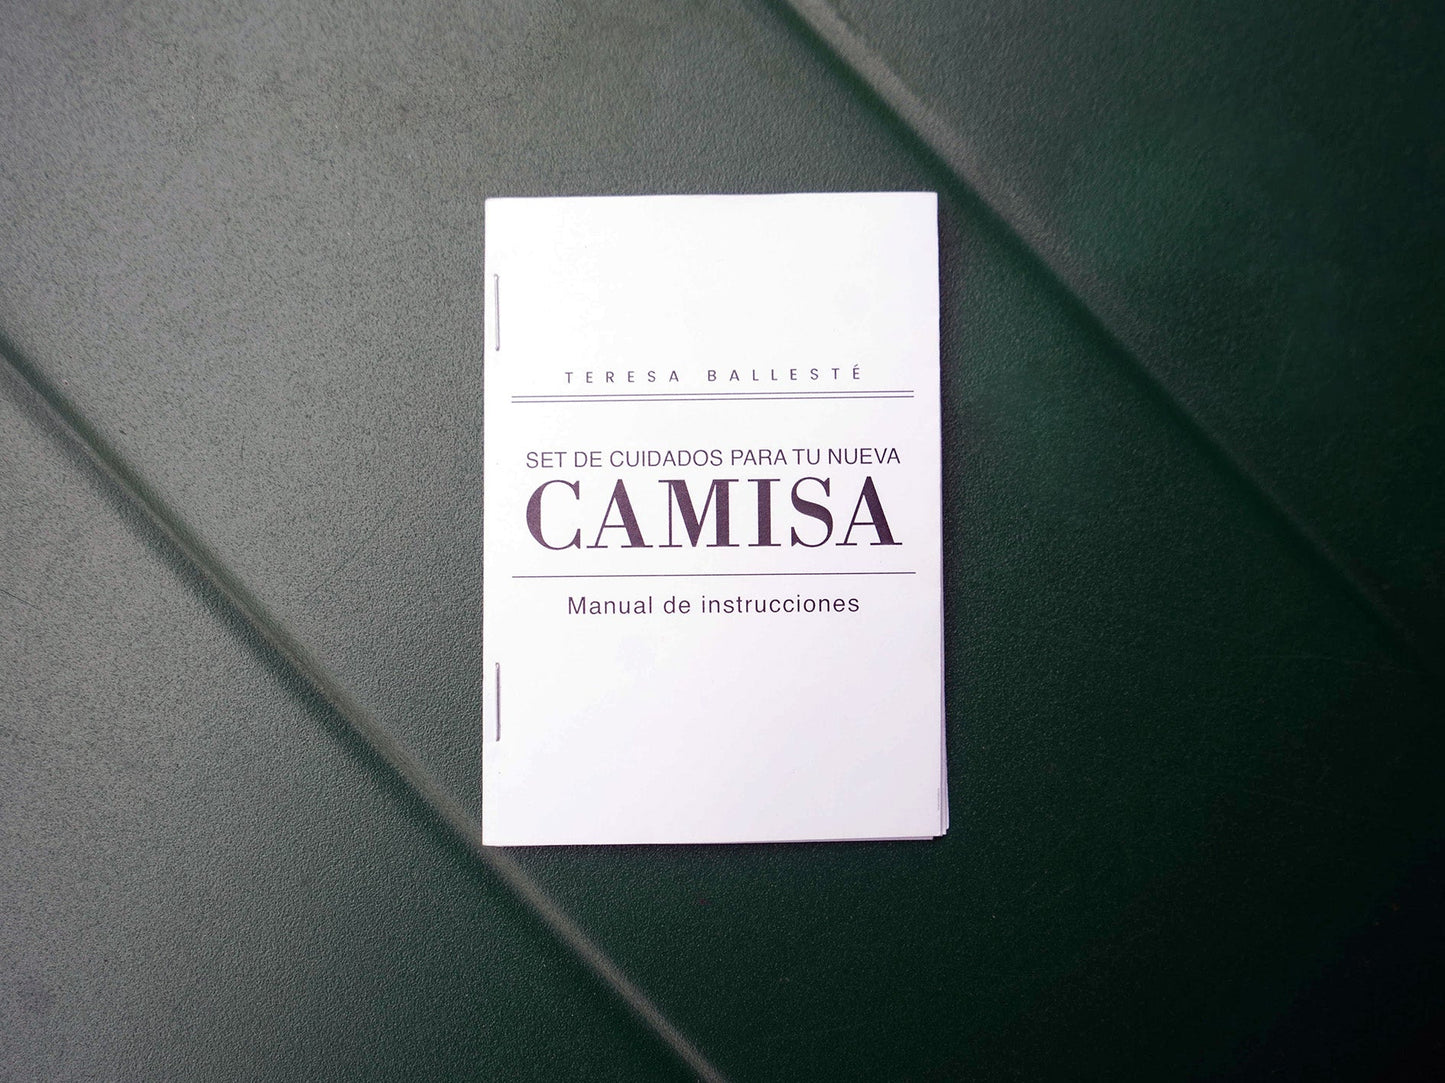 TERESA BALLESTÉ
SET DE CUIDADOS PARA TU NUEVA
CAMISA
Manual de instrucciones